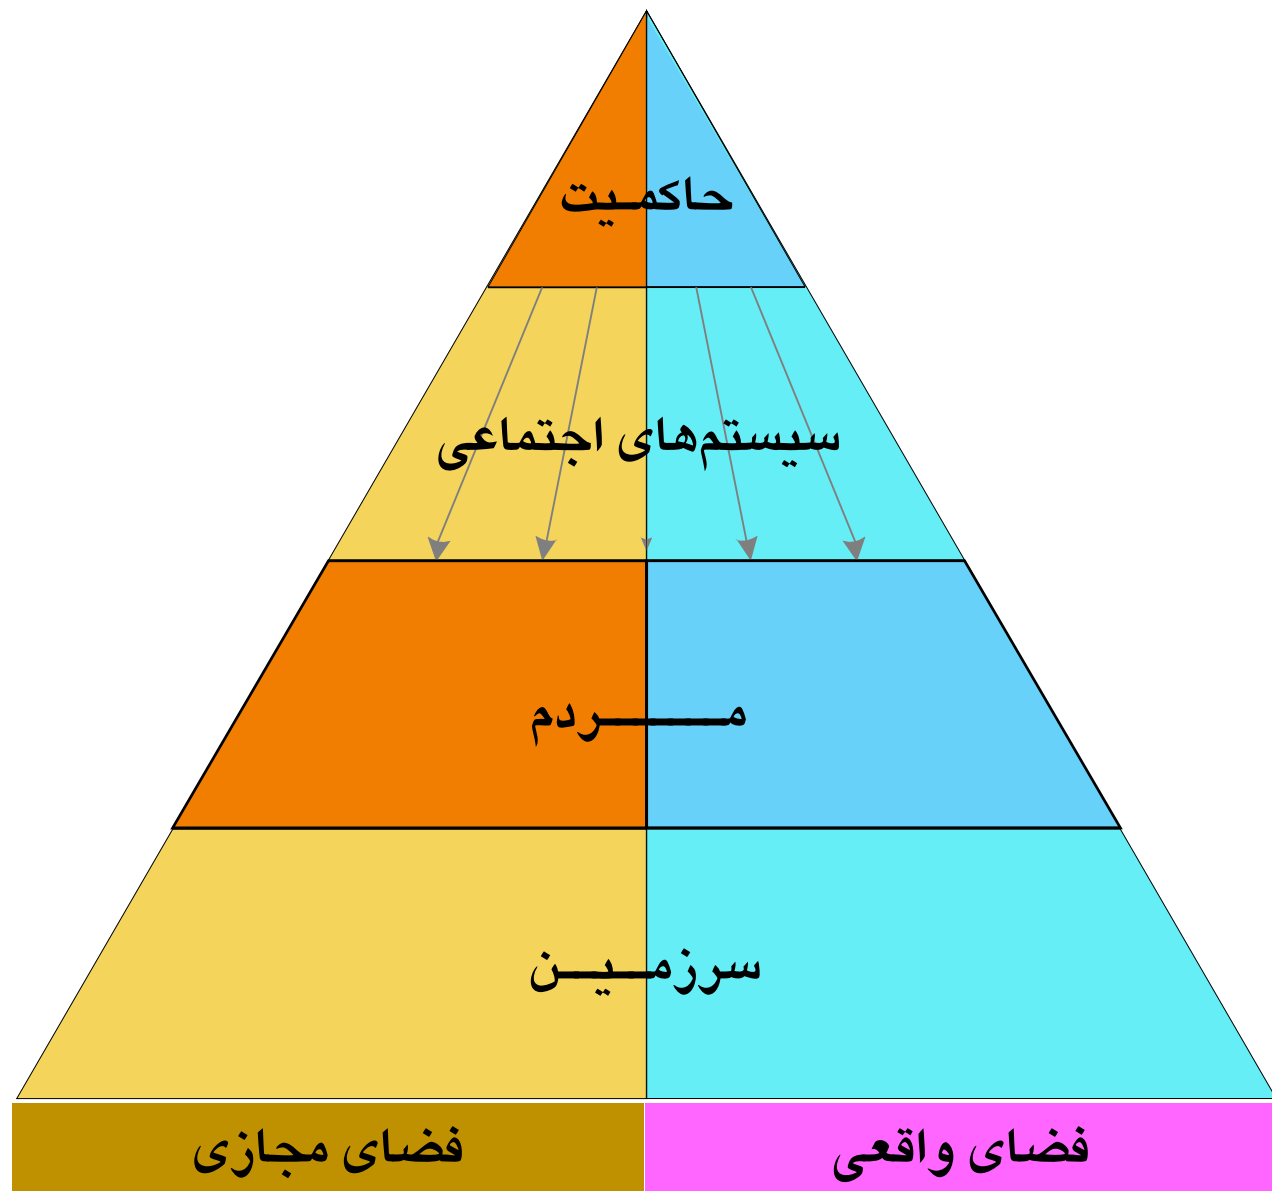 حاکمیت
سیستم‌های اجتماعی
مردم
سرزمین
فضای واقعی
فضای مجازی